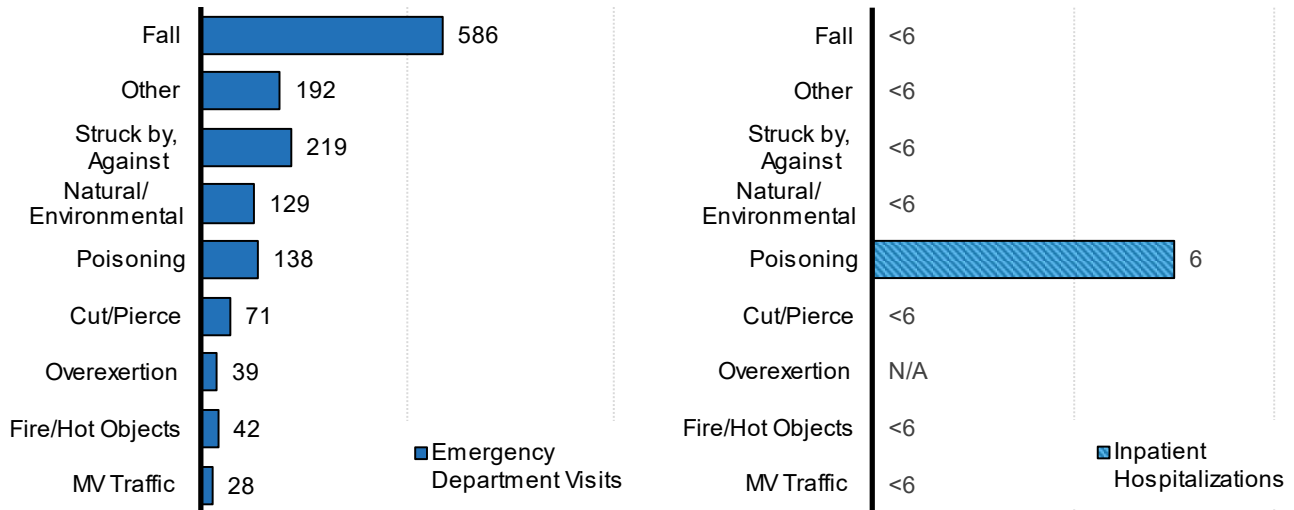 Fall
586
Other
192
Struck by,
Against
219
Natural/
Environmental
129
Poisoning
138
Cut/Pierce
71
Overexertion
39
Fire/Hot Objects
42
MV Traffic
28
Emergency
Department Visits
Fall
<6
Other
<6
Struck by,
Against
<6
Natural/
Environmental
<6
Poisoning
6
Cut/Pierce
<6
Overexertion
N/A
Fire/Hot Objects
<6
MV Traffic
<6
Inpatient
Hospitalizations